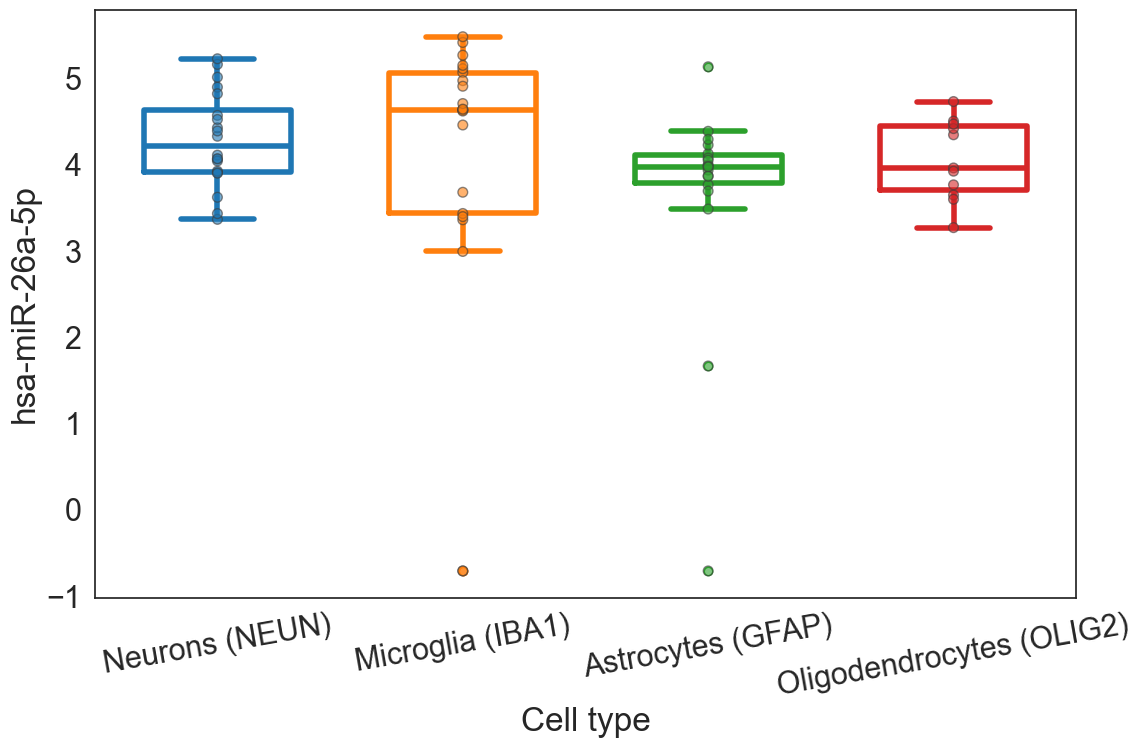 hsa-miR-26a-5p
5
4
3
2
1
0
−1
Neurons (NEUN)
Microglia (IBA1)
Astrocytes (GFAP)
Oligodendrocytes (OLIG2)
Cell type